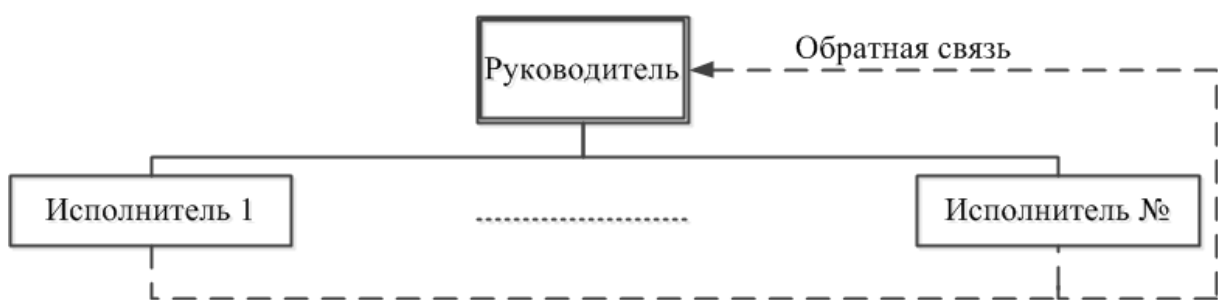 Обратная связь
Руководитель
Исполнитель 1
Исполнитель №